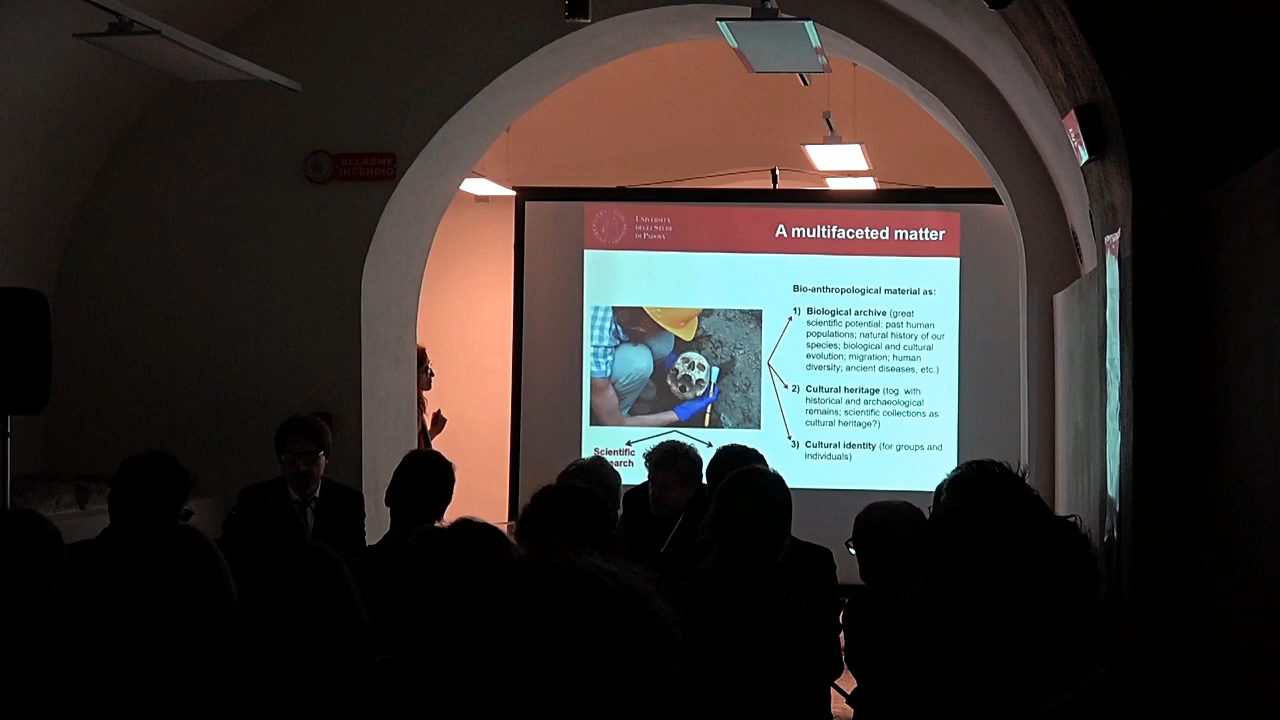 ALLARME
INCENDIO
UNIVERSITÀ
DEGLI STUDI
DI PADOVA
A multifaceted matter
Bio-anthropological material as:
1) Biological archive (great
scientific potential: past human
populations; natural history of our
species; biological and cultural
evolution; migration; human
diversity; ancient diseases, etc.)
2) Cultural heritage (tog. with
historical and archaeological
remains; scientific collections as
cultural heritage?)
3) Cultural identity (for groups and
individuals)
Scientific